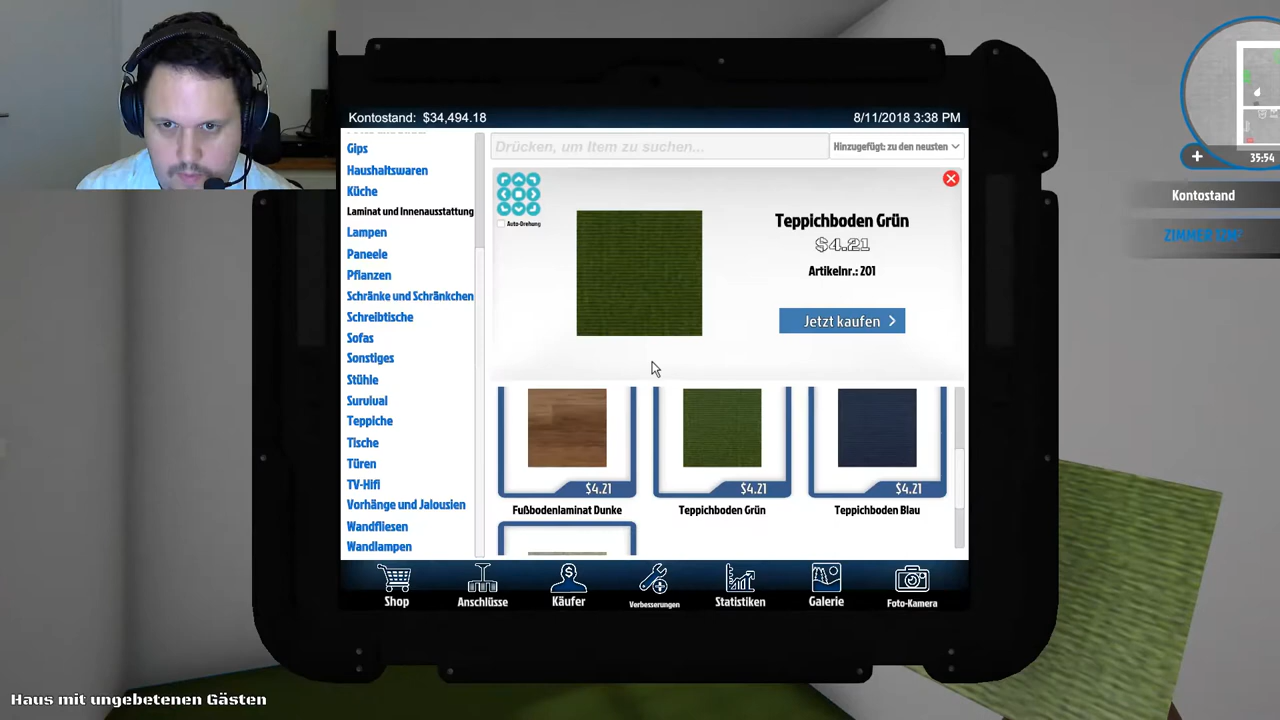 Kontostand: $34,494.18
8/11/2018 3:38 PM
Gips
Haushaltswaren
Küche
Laminat und Innenausstattung
Lampen
Paneele
Pflanzen
Schränke und Schränkchen
Schreibtische
Sofas
Sonstiges
Stühle
Survival
Teppiche
Tische
Türen
TV-Hifi
Vorhänge und Jalousien
Wandfliesen
Wandlampen
Drücken, um Item zu suchen...
Hinzugefügt: zu den neusten
Auto-Drehung
Teppichboden Grün
$4.21
Artikelnr.: 201
Jetzt kaufen
$4.21
$4.21
$4.21
Fußbodenlaminat Dunke
Teppichboden Grün
Teppichboden Blau
Shop
Anschlüsse
Käufer
Verbesserungen
Statistiken
Galerie
Foto-Kamera
35:54
Kontostand
Haus mit ungebetenen Gästen